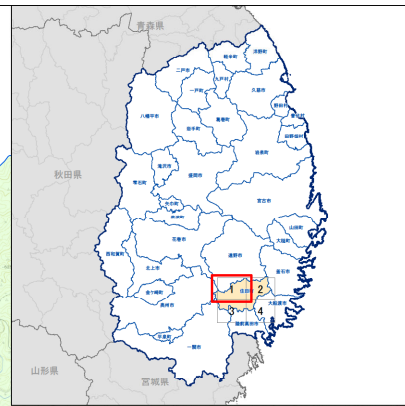 青森県
洋野町
軽米町
二戸市
九戸村
一戸町
久慈市
野田村
普代村
八幡平市
葛巻町
岩手町
田野畑村
岩泉町
滝沢市
秋田県
雫石町
盛岡市
宮古市
矢巾町
紫波町
山田町
花巻市
大槌町
西和賀町
遠野市
北上市
釜石市
金ケ崎町
1
住田町
2
奥州市
大船渡市
3
4
陸前高田市
平泉町
一関市
山形県
宮城県